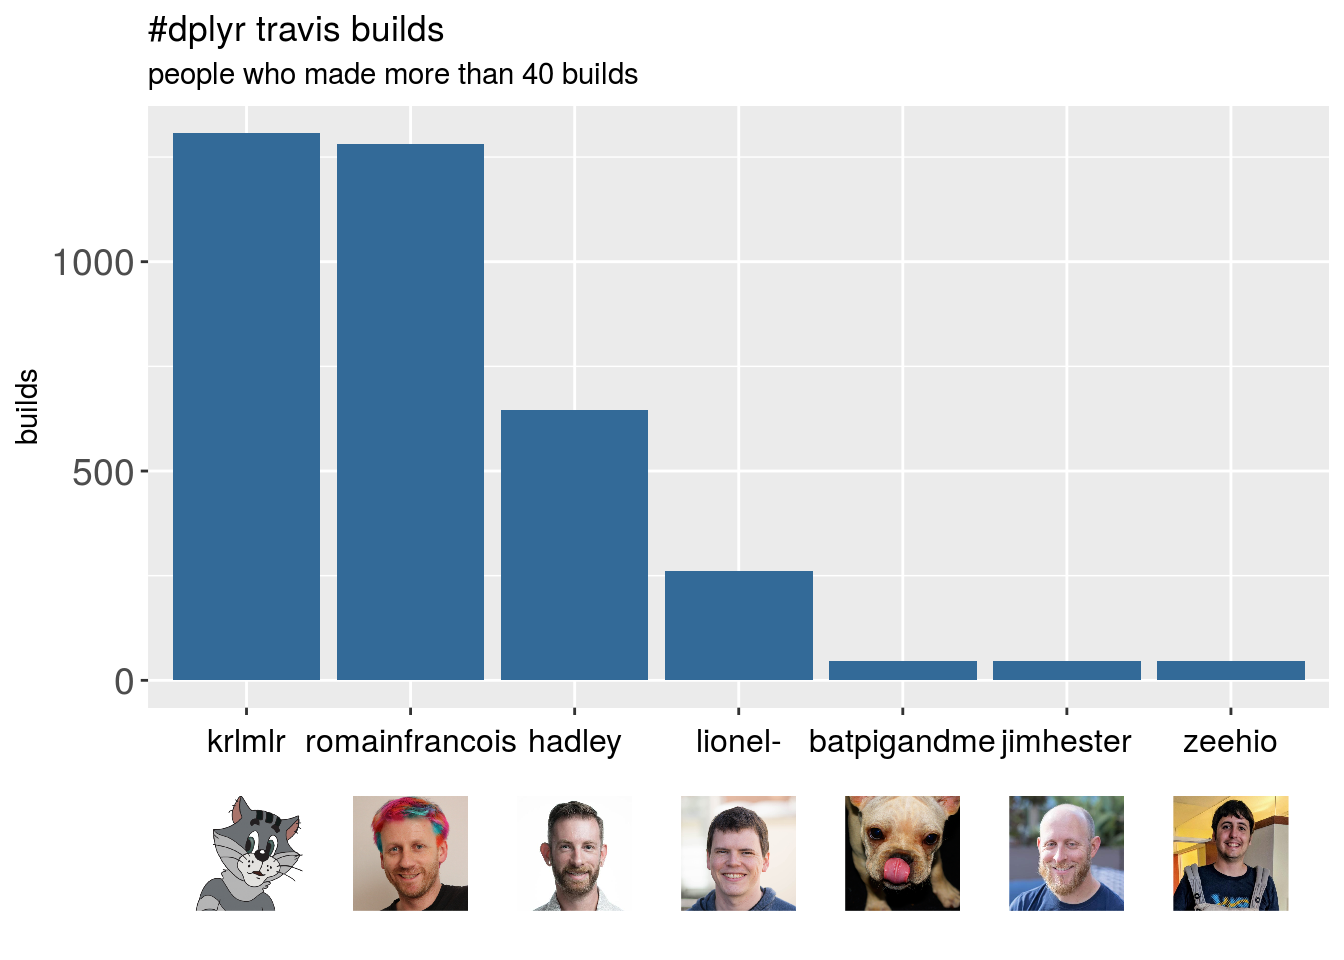 #dplyr travis builds
people who made more than 40 builds
builds
1000
500
0
krlmlr romainfrancois hadley lionel- batpigandme jimhester zeehio